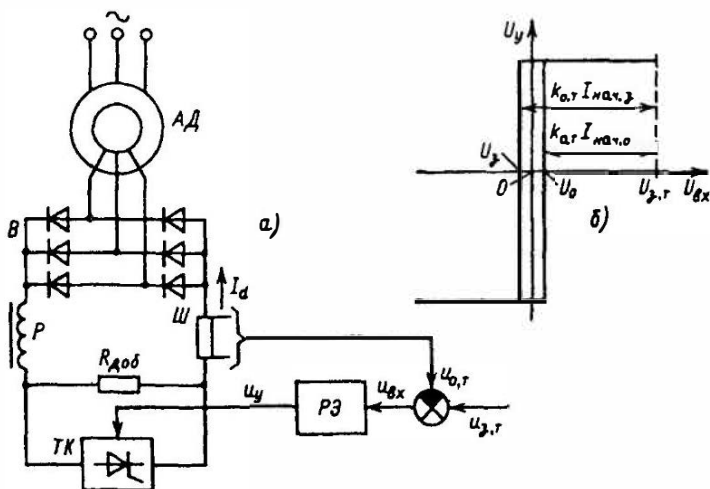 ~
АД
В
а)
I_d
Ш
Р
R_доб
u_у
РЭ
u_вх
u_о,т
u_з,т
ТК
U_у
k_о,т I_нач,з
k_о,т I_нач,о
U_з
0
U_о
U_з,т
U_вх
б)